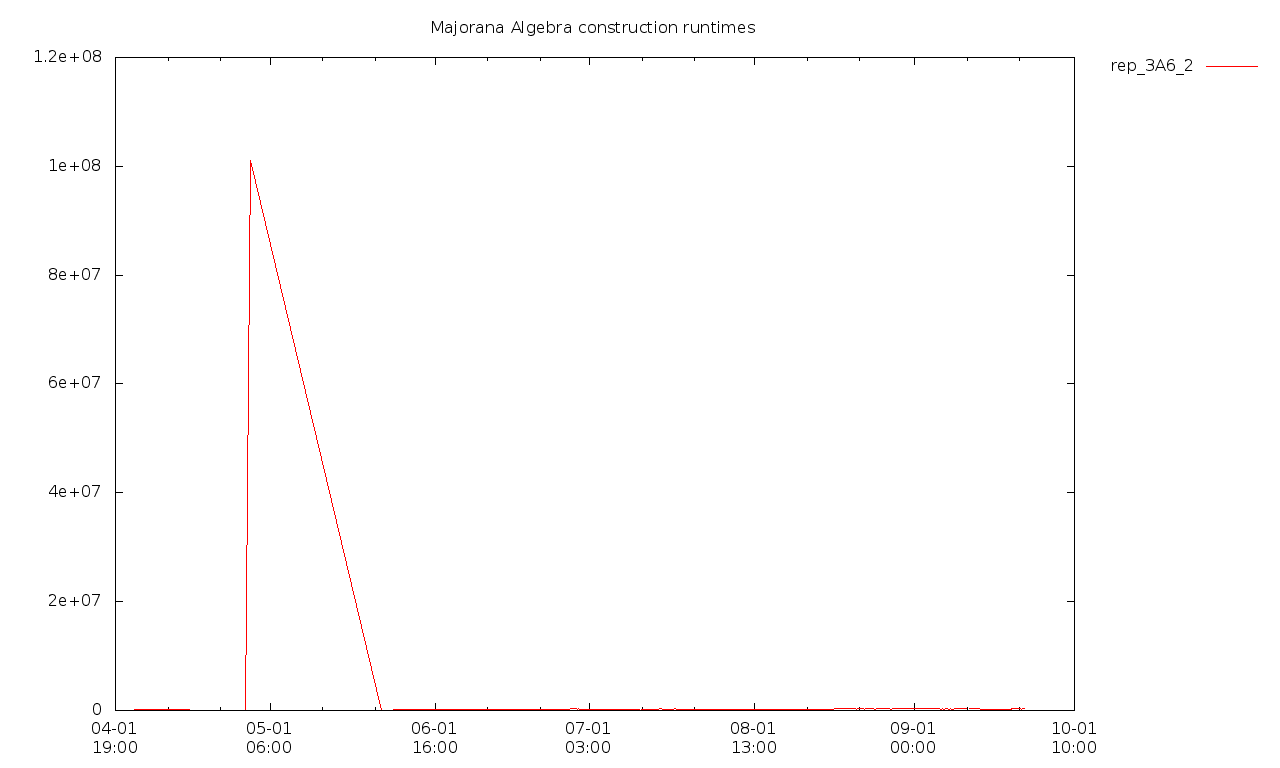 Majorana Algebra construction runtimes
rep_3A6_2
1.2e+08
1e+08
8e+07
6e+07
4e+07
2e+07
0
04-01 05-01 06-01 07-01 08-01 09-01 10-01
19:00 06:00 16:00 03:00 13:00 00:00 10:00